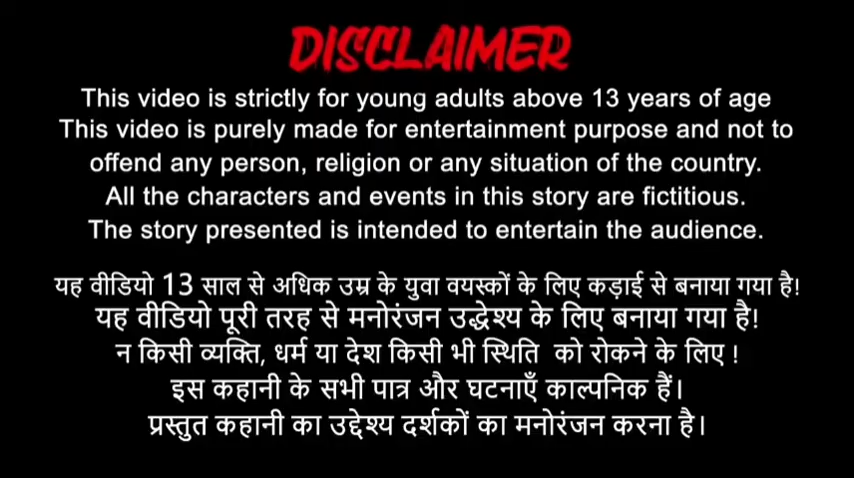 DISCLAIMER
This video is strictly for young adults above 13 years of age
This video is purely made for entertainment purpose and not to
offend any person, religion or any situation of the country.
All the characters and events in this story are fictitious.
The story presented is intended to entertain the audience.
यह वीडियो 13 साल से अधिक उम्र के युवा वयस्कों के लिए कड़ाई से बनाया गया है!
यह वीडियो पूरी तरह से मनोरंजन उद्धेश्य के लिए बनाया गया है!
न किसी व्यक्ति, धर्म या देश किसी भी स्थिति को रोकने के लिए !
इस कहानी के सभी पात्र और घटनाएँ काल्पनिक हैं।
प्रस्तुत कहानी का उद्देश्य दर्शकों का मनोरंजन करना है।